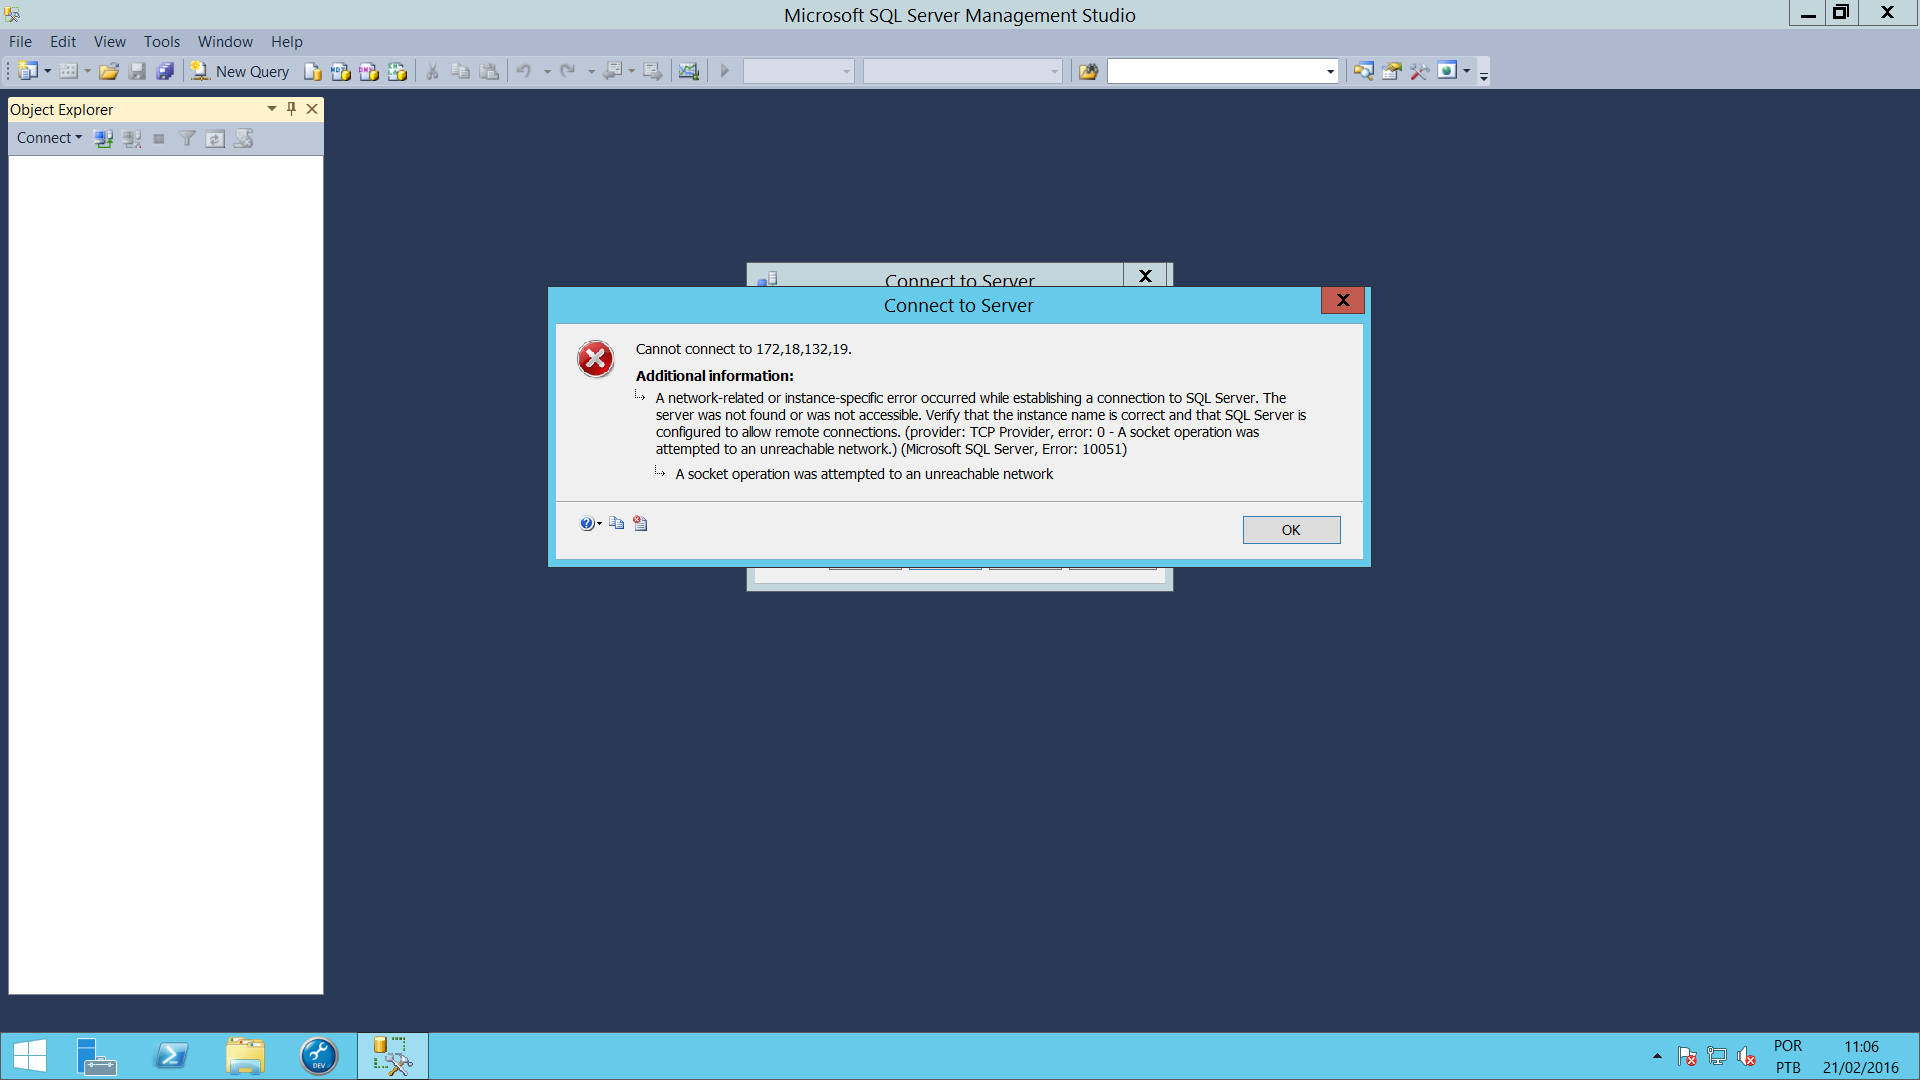 Microsoft SQL Server Management Studio
File Edit View Tools Window Help
New Query
Object Explorer
Connect
Connect to Server
Connect to Server
Cannot connect to 172,18,132,19.
Additional information:
A network-related or instance-specific error occurred while establishing a connection to SQL Server. The
server was not found or was not accessible. Verify that the instance name is correct and that SQL Server is
configured to allow remote connections. (provider: TCP Provider, error: 0 - A socket operation was
attempted to an unreachable network.) (Microsoft SQL Server, Error: 10051)
A socket operation was attempted to an unreachable network
OK
DEV
POR
PTB
11:06
21/02/2016